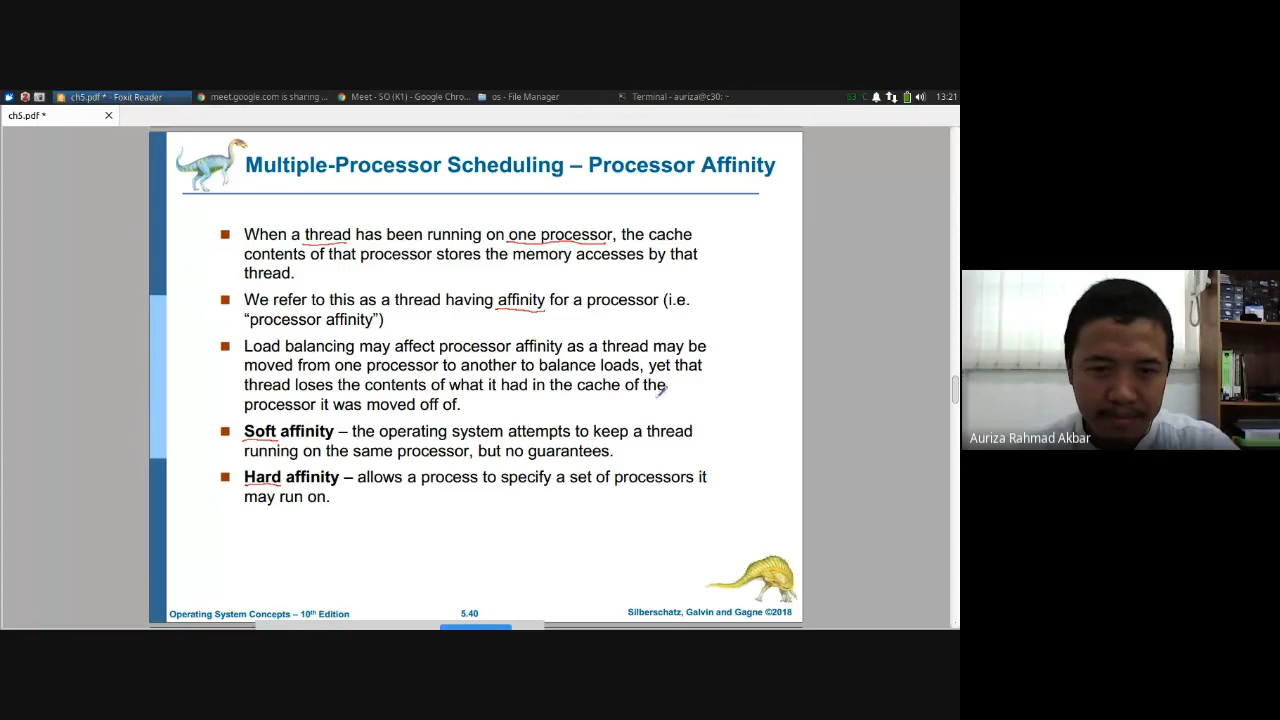 ch5.pdf * - Foxit Reader
meet.google.com is sharing ...
Meet - SO (K1) - Google Chro...
os - File Manager
Terminal - auriza@c30: ~
13:21
ch5.pdf *
Multiple-Processor Scheduling – Processor Affinity
When a thread has been running on one processor, the cache
contents of that processor stores the memory accesses by that
thread.
We refer to this as a thread having affinity for a processor (i.e.
“processor affinity”)
Load balancing may affect processor affinity as a thread may be
moved from one processor to another to balance loads, yet that
thread loses the contents of what it had in the cache of the
processor it was moved off of.
Soft affinity – the operating system attempts to keep a thread
running on the same processor, but no guarantees.
Hard affinity – allows a process to specify a set of processors it
may run on.
Operating System Concepts – 10th Edition
5.40
Silberschatz, Galvin and Gagne ©2018
Auriza Rahmad Akbar